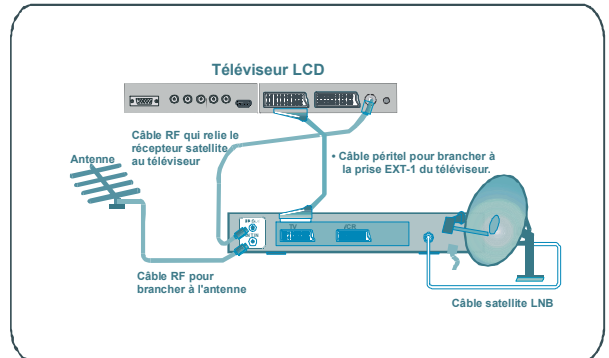 Téléviseur LCD
Câble RF qui relie le
récepteur satellite
au téléviseur
Antenne
• Câble péritel pour brancher à
la prise EXT-1 du téléviseur.
TV
Câble RF pour
brancher à l'antenne
Câble satellite LNB